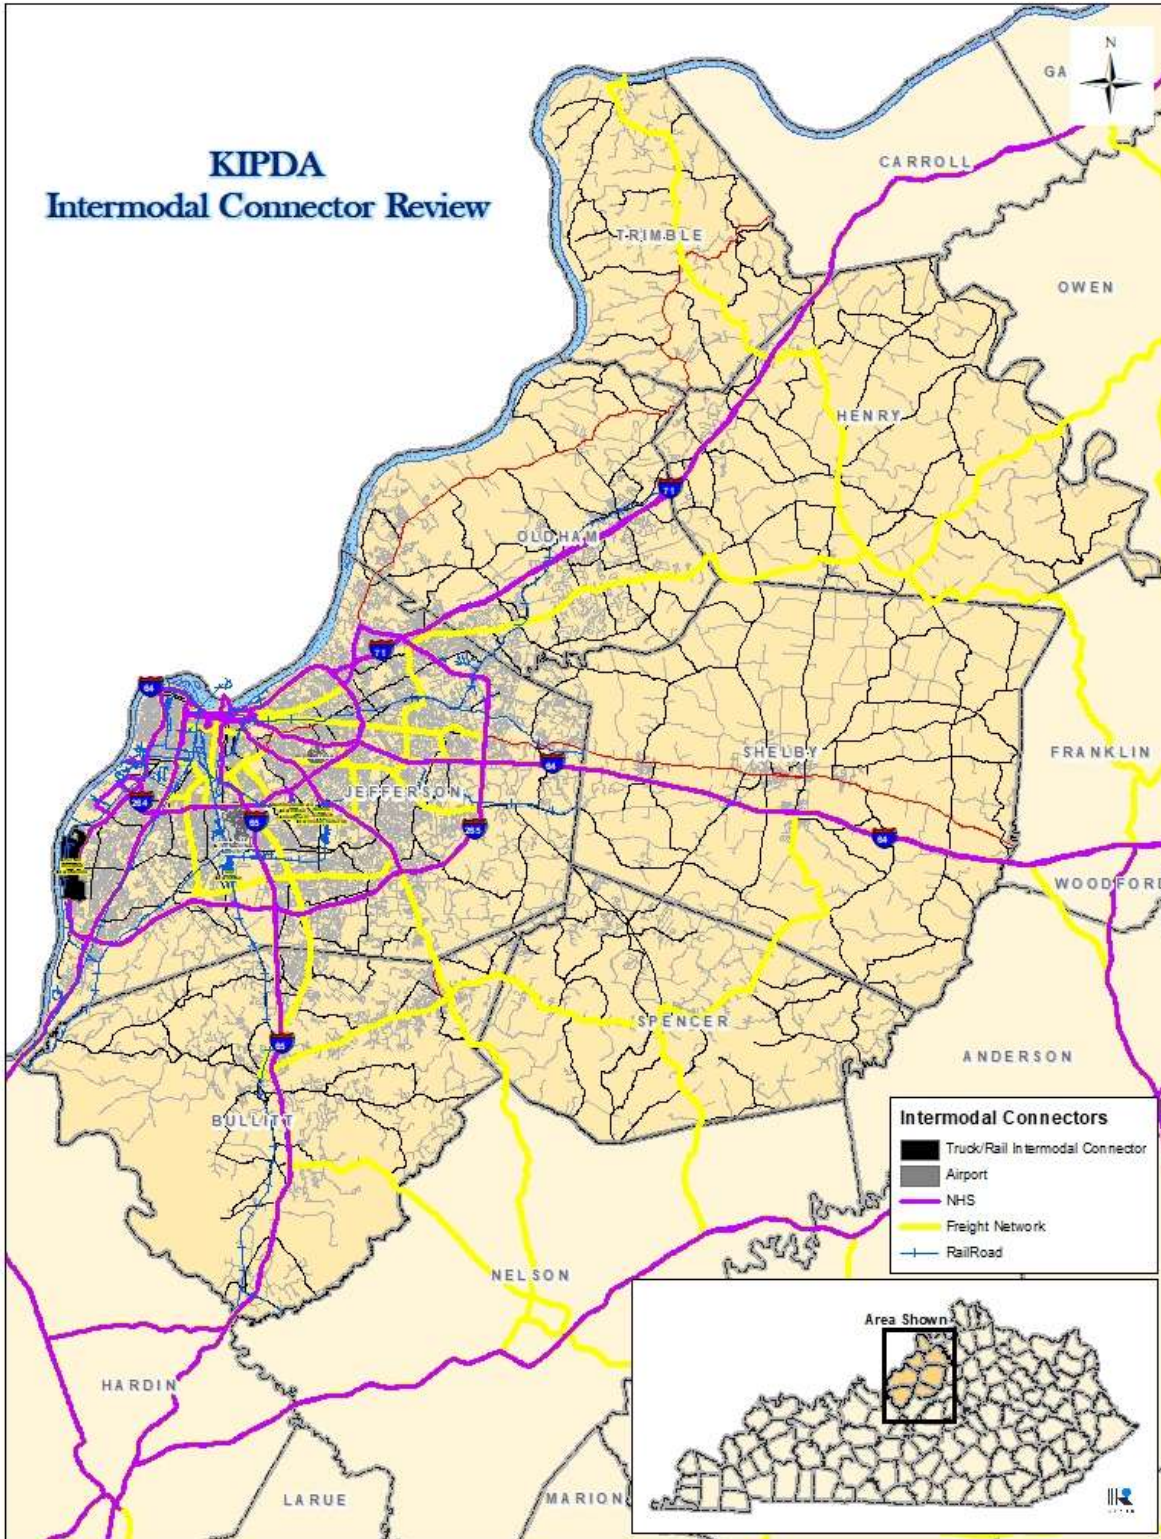 KIPDA
Intermodal Connector Review
N
GA
CARROLL
TRIMBLE
OWEN
HENRY
71
OLDHAM
71
64
SHELBY
FRANKLIN
64
JEFFERSON
264
65
265
64
WOODFORD
SPENCER
65
ANDERSON
BULLITT
NELSON
HARDIN
LARUE
MARION
Intermodal Connectors
Truck/Rail Intermodal Connector
Airport
NHS
Freight Network
RailRoad
Area Shown